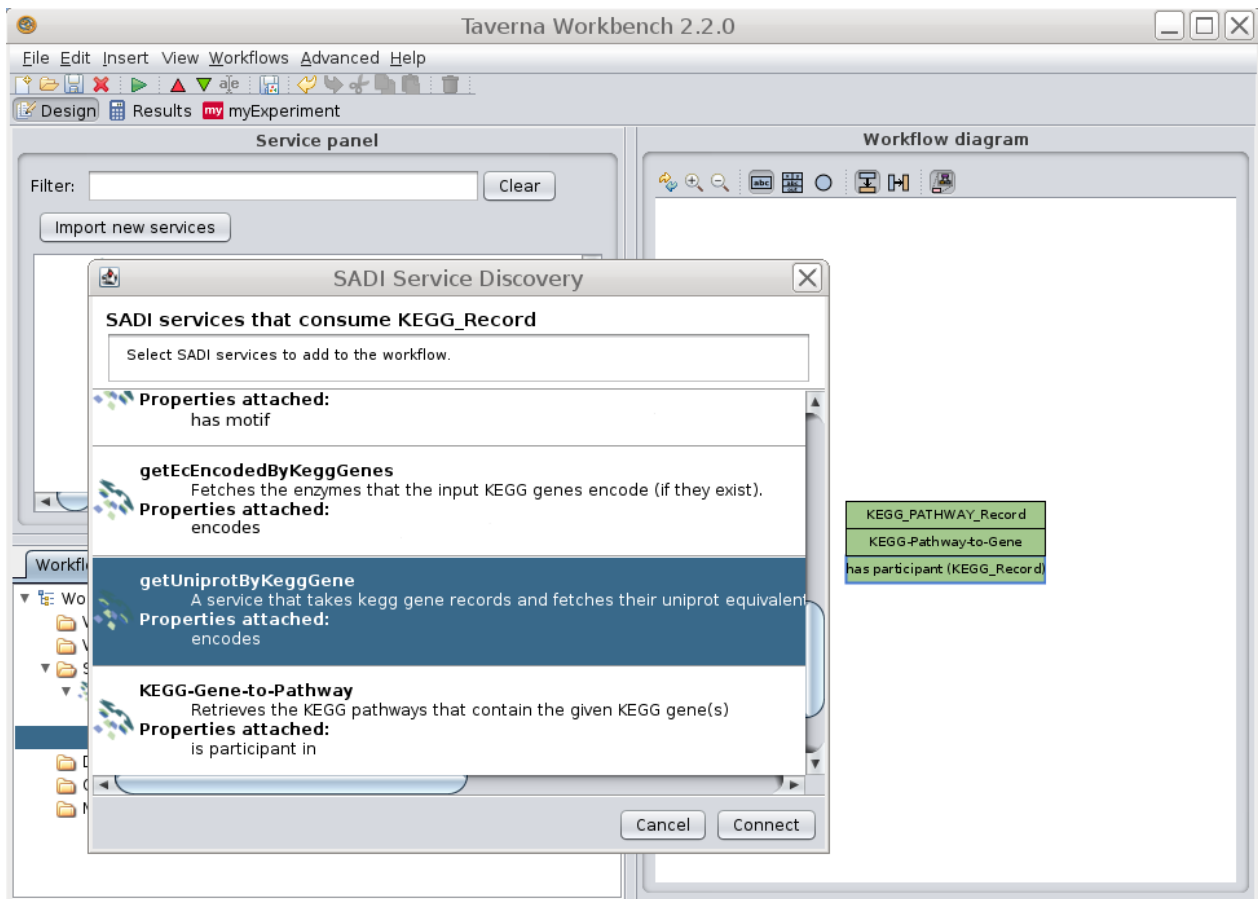 Taverna Workbench 2.2.0
File Edit Insert View Workflows Advanced Help
Design Results my myExperiment
Service panel
Filter:
Clear
Import new services
Workflow diagram
SADI Service Discovery
SADI services that consume KEGG_Record
Select SADI services to add to the workflow.
Properties attached:
has motif
getEcEncodedByKeggGenes
Fetches the enzymes that the input KEGG genes encode (if they exist).
Properties attached:
encodes
getUniprotByKeggGene
A service that takes kegg gene records and fetches their uniprot equivalent
Properties attached:
encodes
KEGG-Gene-to-Pathway
Retrieves the KEGG pathways that contain the given KEGG gene(s)
Properties attached:
is participant in
Cancel Connect
Workfl
Wo
KEGG_PATHWAY_Record
KEGG-Pathway-to-Gene
has participant (KEGG_Record)